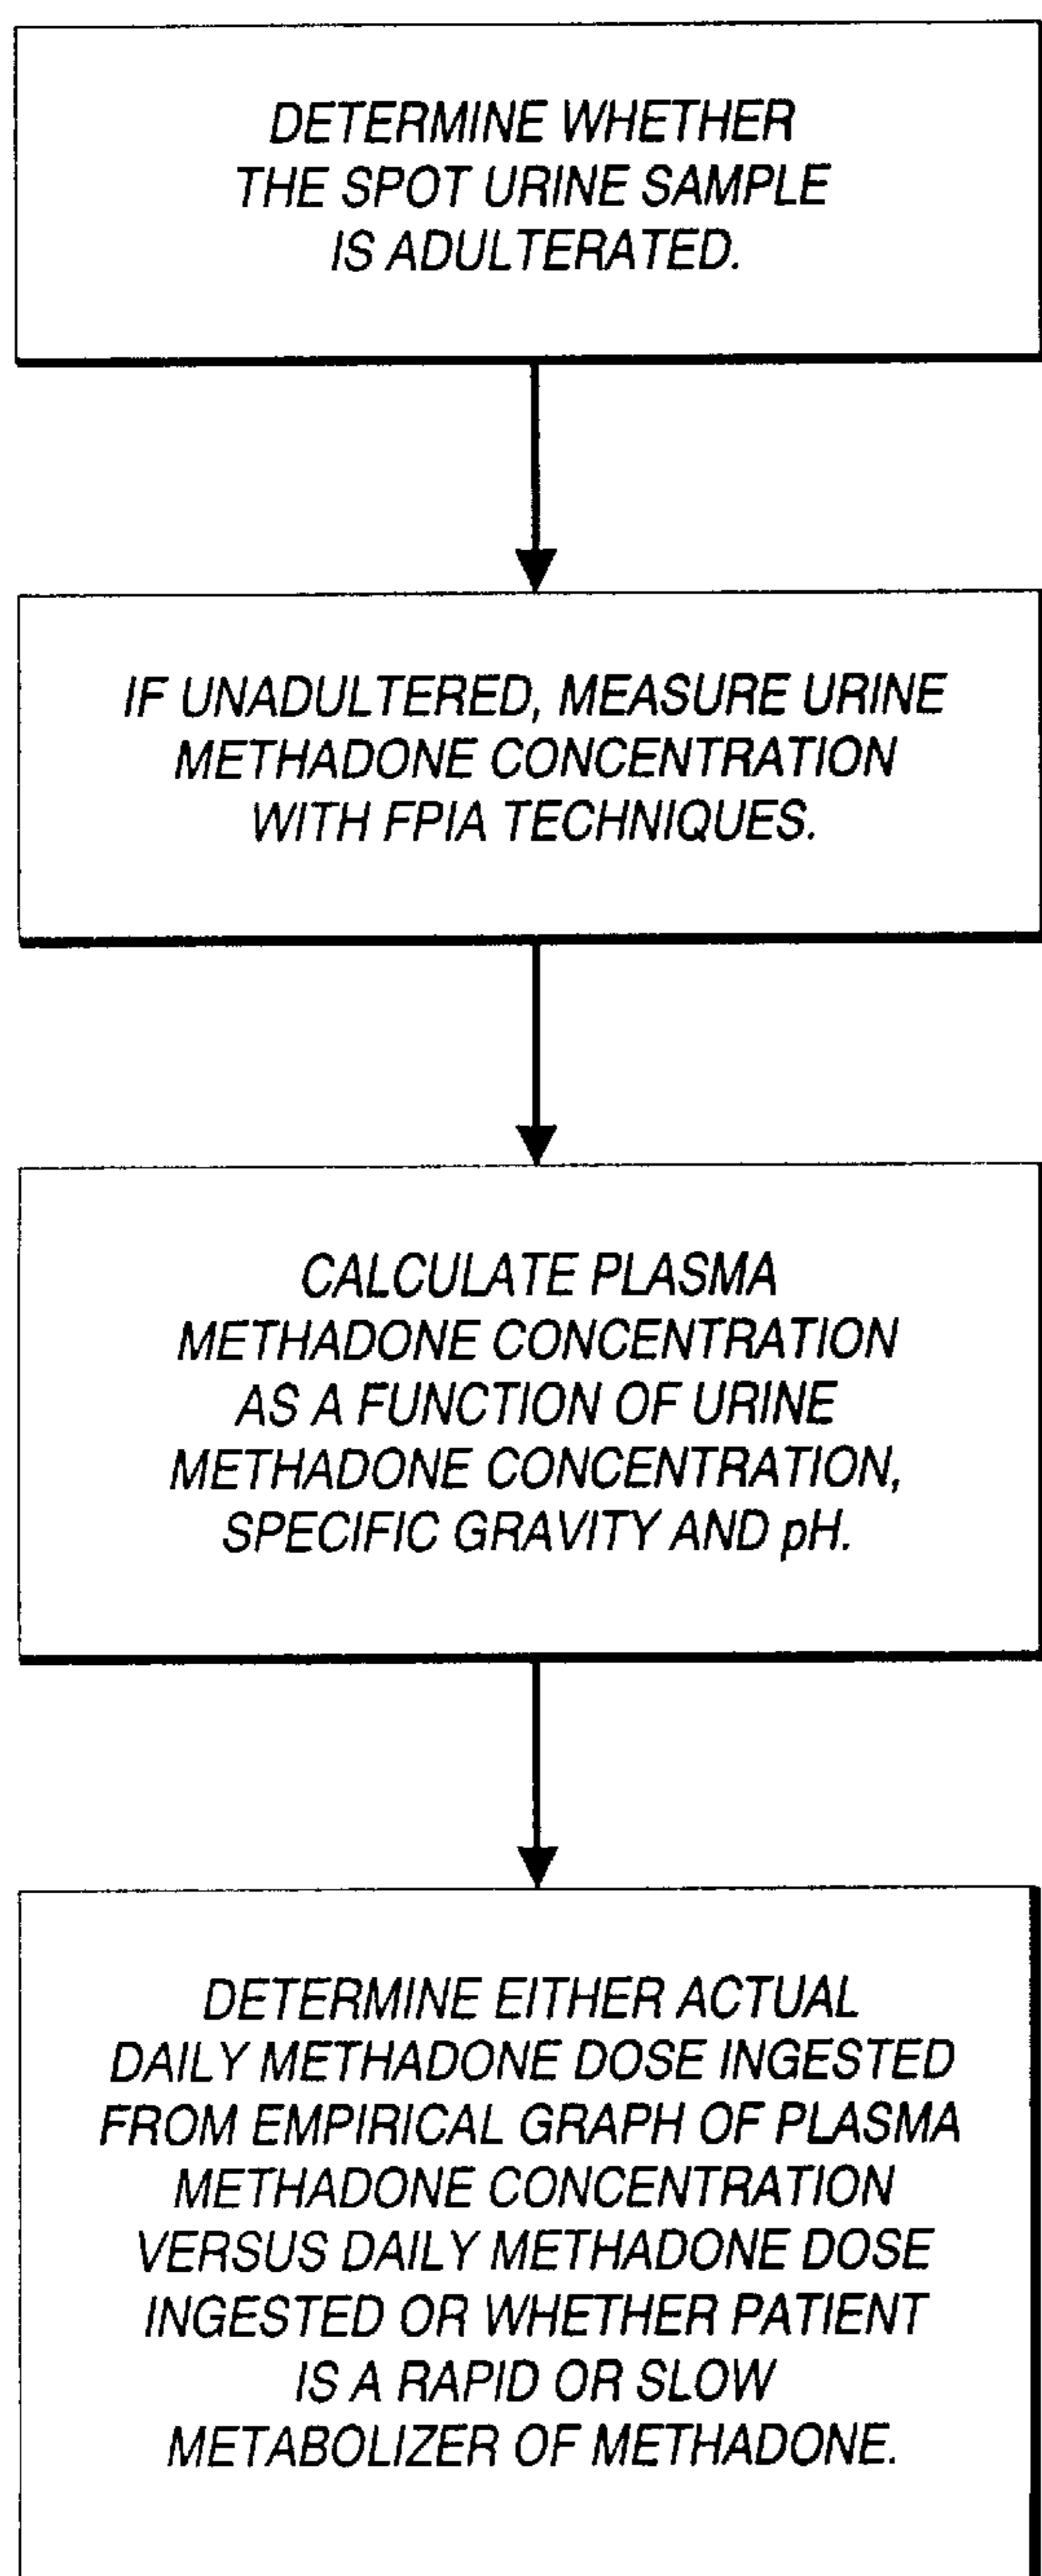 DETERMINE WHETHER
THE SPOT URINE SAMPLE
IS ADULTERATED.
IF UNADULTERED, MEASURE URINE
METHADONE CONCENTRATION
WITH FPIA TECHNIQUES.
CALCULATE PLASMA
METHADONE CONCENTRATION
AS A FUNCTION OF URINE
METHADONE CONCENTRATION,
SPECIFIC GRAVITY AND pH.
DETERMINE EITHER ACTUAL
DAILY METHADONE DOSE INGESTED
FROM EMPIRICAL GRAPH OF PLASMA
METHADONE CONCENTRATION
VERSUS DAILY METHADONE DOSE
INGESTED OR WHETHER PATIENT
IS A RAPID OR SLOW
METABOLIZER OF METHADONE.